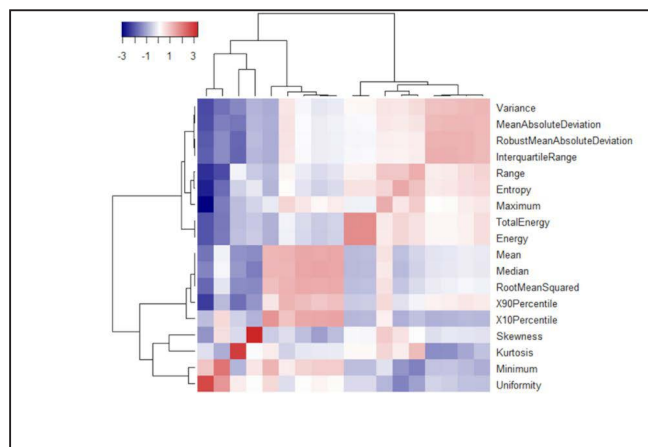 -3 -1 1 3
Variance
MeanAbsoluteDeviation
RobustMeanAbsoluteDeviation
InterquartileRange
Range
Entropy
Maximum
TotalEnergy
Energy
Mean
Median
RootMeanSquared
X90Percentile
X10Percentile
Skewness
Kurtosis
Minimum
Uniformity